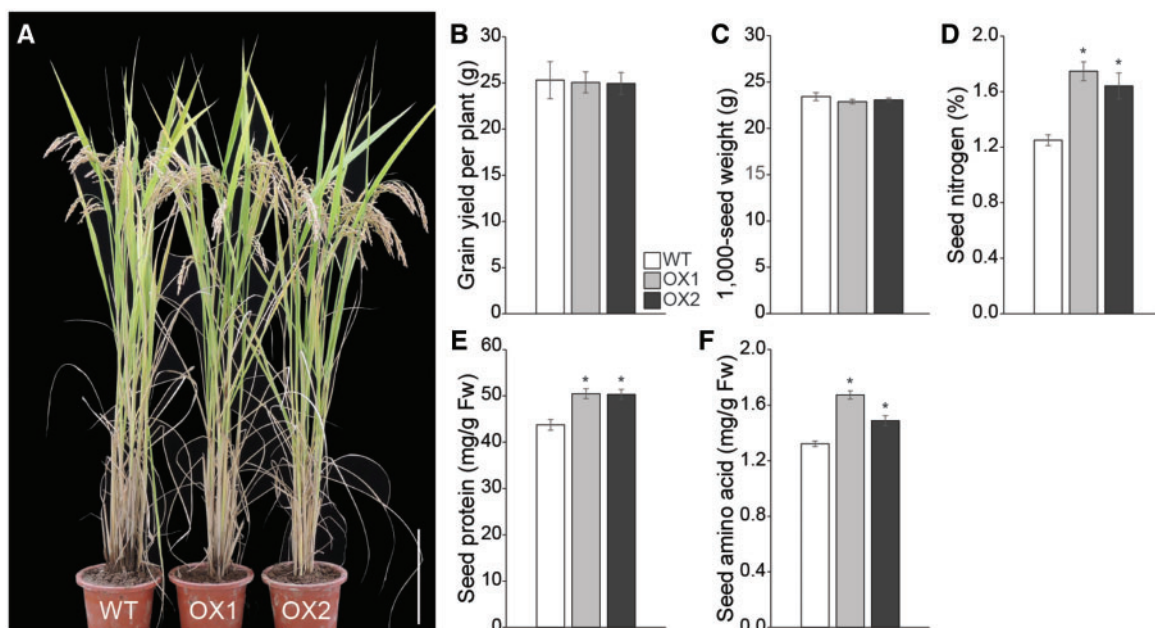 A
WT
OX1
OX2
B
Grain yield per plant (g)
30
25
20
15
10
5
0
WT
OX1
OX2
C
1,000-seed weight (g)
30
25
20
15
10
5
0
D
Seed nitrogen (%)
2.0
1.6
1.2
0.8
0.4
0.0
*
*
E
Seed protein (mg/g Fw)
60
50
40
30
20
10
0
*
*
F
Seed amino acid (mg/g Fw)
2.0
1.6
1.2
0.8
0.4
0.0
*
*